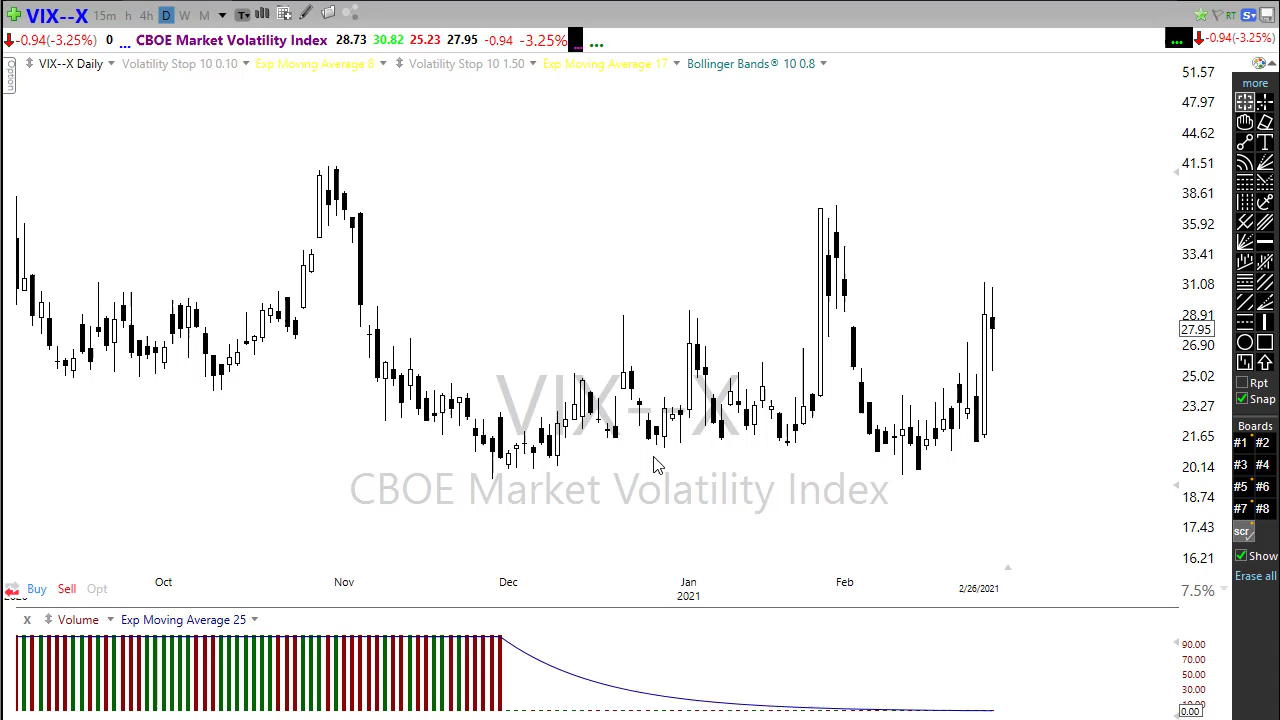 VIX--X 15m h 4h D W M T RT S
-0.94(-3.25%) 0 ... CBOE Market Volatility Index 28.73 30.82 25.23 27.95 -0.94 -3.25% ... ... ... -0.94(-3.25%)
Option
VIX--X Daily Volatility Stop 10 0.10 Exp Moving Average 8 Volatility Stop 10 1.50 Exp Moving Average 17 Bollinger Bands® 10 0.8
51.57
47.97
44.62
41.51
38.61
35.92
33.41
31.08
28.91
27.95
26.90
25.02
23.27
21.65
20.14
18.74
17.43
16.21
7.5%
VIX--X
CBOE Market Volatility Index
Oct Nov Dec Jan Feb
2021 2/26/2021
Buy Sell Opt
X Volume Exp Moving Average 25
90.00
70.00
50.00
30.00
0.00
more
T
Rpt
Snap
Boards
#1 #2
#3 #4
#5 #6
#7 #8
scr
Show
Erase all